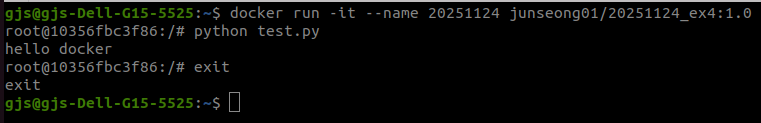 gjs@gjs-Dell-G15-5525:~$ docker run -it --name 20251124 junseong01/20251124_ex4:1.0
root@10356fbc3f86:/# python test.py
hello docker
root@10356fbc3f86:/# exit
exit
gjs@gjs-Dell-G15-5525:~$